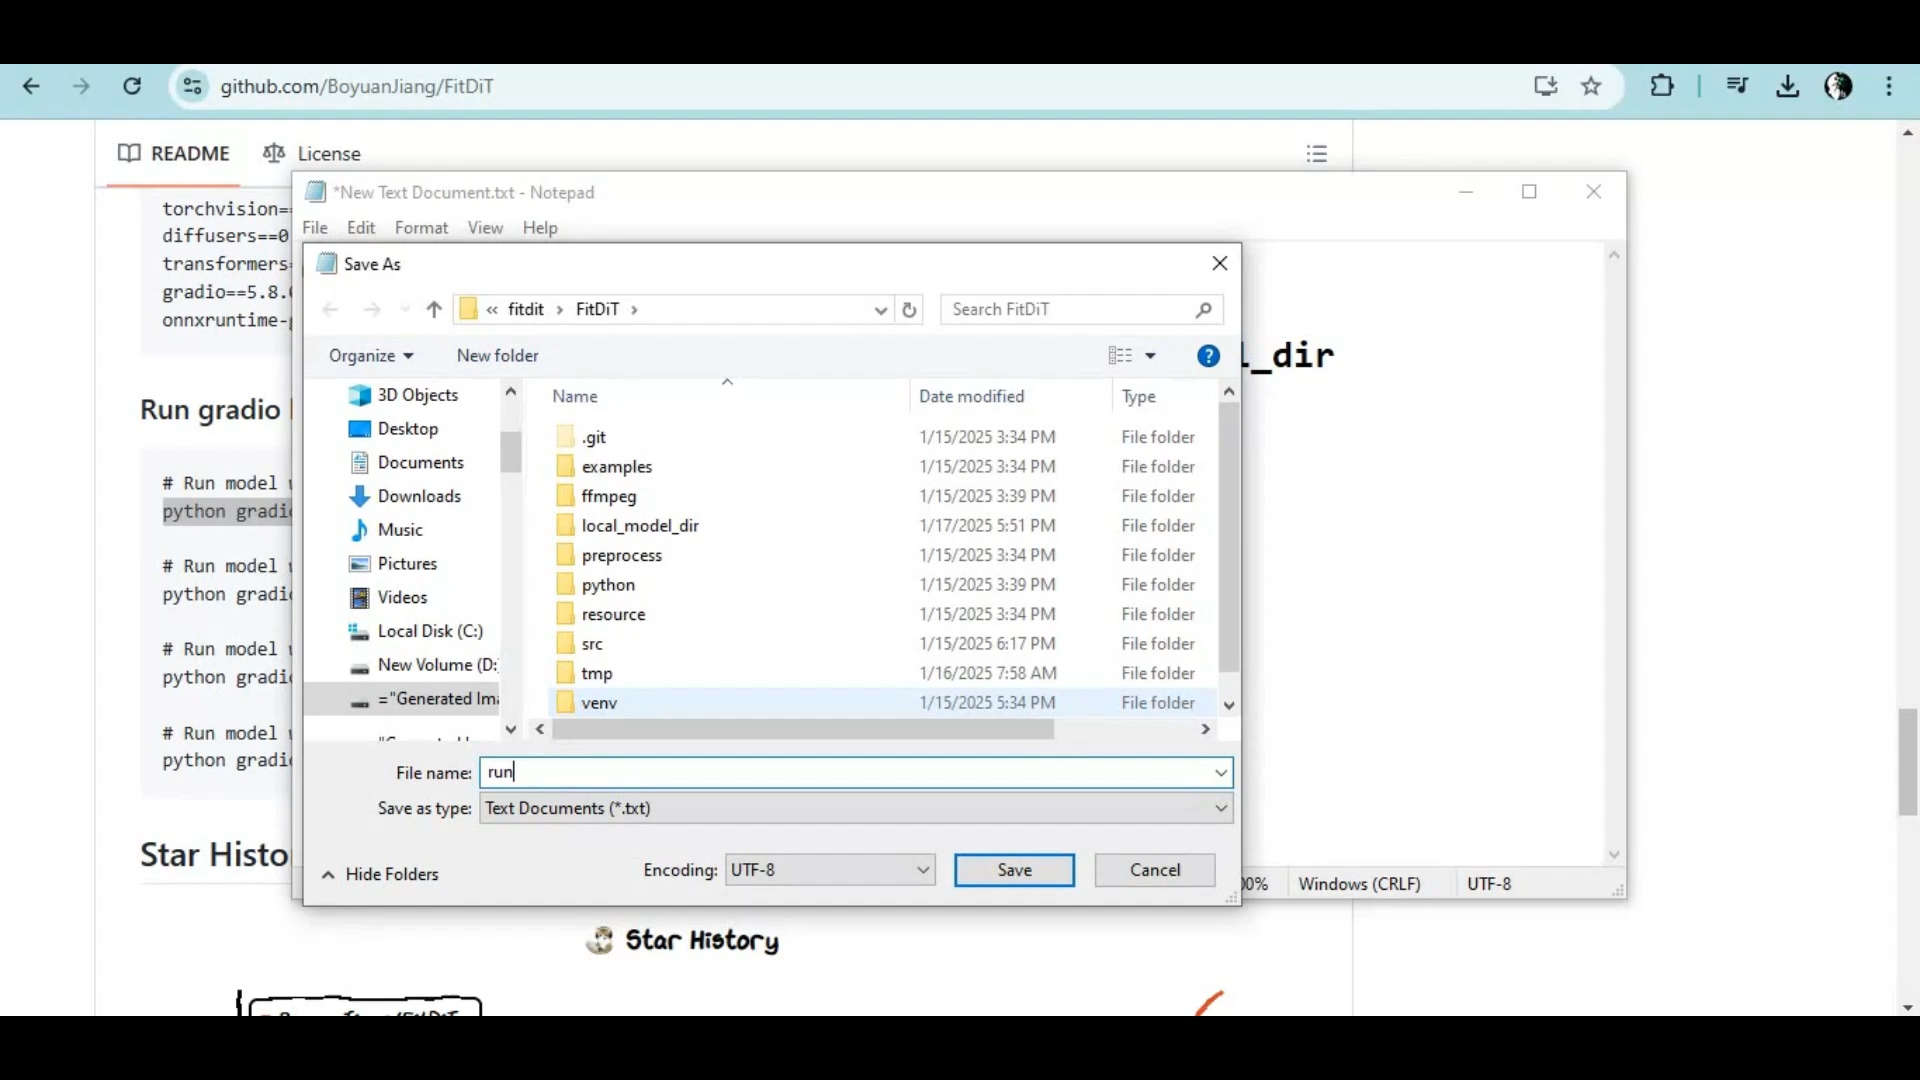 github.com/BoyuanJiang/FitDiT
README License
*New Text Document.txt - Notepad
File Edit Format View Help
torchvision=
diffusers==0
transformers=
gradio==5.8.
onnxruntime-
Run gradio
# Run model
python gradi
# Run model
python gradi
# Run model
python gradi
# Run model
python gradi
Star Histo
Save As
« fitdit › FitDiT ›
Search FitDiT
Organize
New folder
_dir
3D Objects
Desktop
Documents
Downloads
Music
Pictures
Videos
Local Disk (C:)
New Volume (D:
="Generated Ima
Name Date modified Type
.git 1/15/2025 3:34 PM File folder
examples 1/15/2025 3:34 PM File folder
ffmpeg 1/15/2025 3:39 PM File folder
local_model_dir 1/17/2025 5:51 PM File folder
preprocess 1/15/2025 3:34 PM File folder
python 1/15/2025 3:39 PM File folder
resource 1/15/2025 3:34 PM File folder
src 1/15/2025 6:17 PM File folder
tmp 1/16/2025 7:58 AM File folder
venv 1/15/2025 5:34 PM File folder
File name: run
Save as type: Text Documents (*.txt)
Hide Folders
Encoding: UTF-8
Save
Cancel
00% Windows (CRLF) UTF-8
Star History